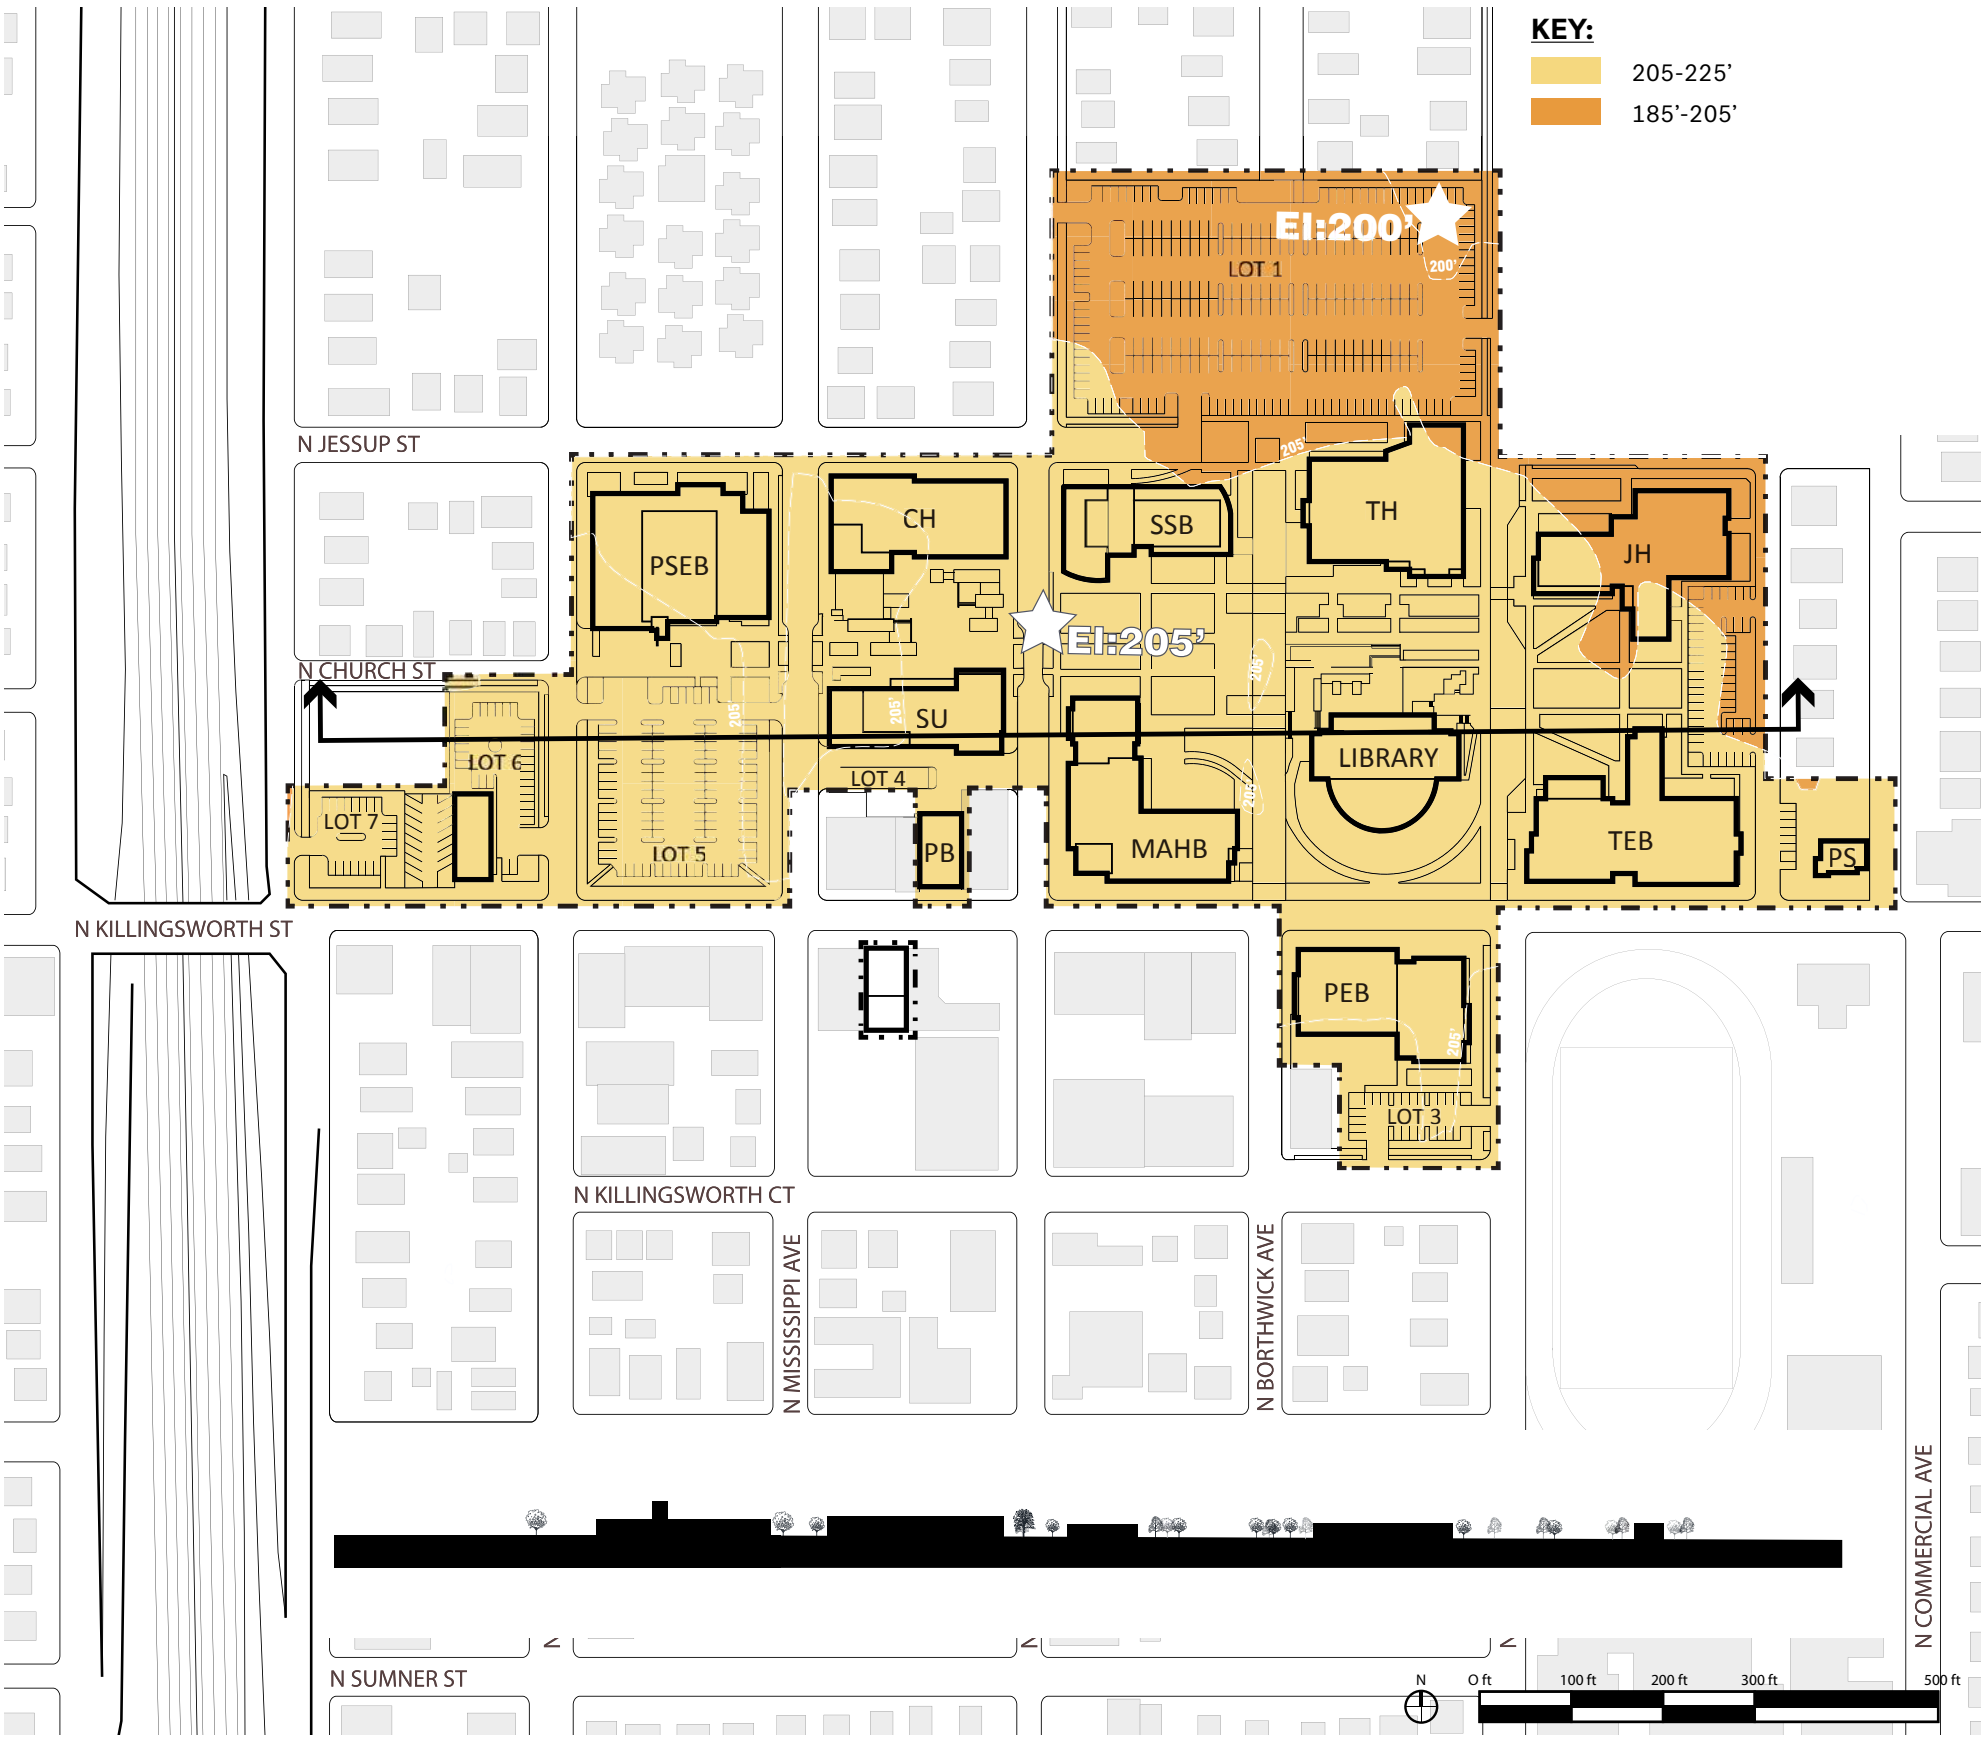 KEY:
205-225’
185’-205’
El:200’
LOT 1
200’
N JESSUP ST
205’
CH
SSB
TH
PSEB
JH
El:205’
N CHURCH ST
205’
205’
205’
SU
LOT 6
LIBRARY
LOT 4
205’
LOT 7
LOT 5
PB
MAHB
TEB
PS
N KILLINGSWORTH ST
PEB
205’
LOT 3
N KILLINGSWORTH CT
N MISSISSIPPI AVE
N BORTHWICK AVE
N COMMERCIAL AVE
N
N
N
N SUMNER ST
N
O ft
100 ft
200 ft
300 ft
500 ft